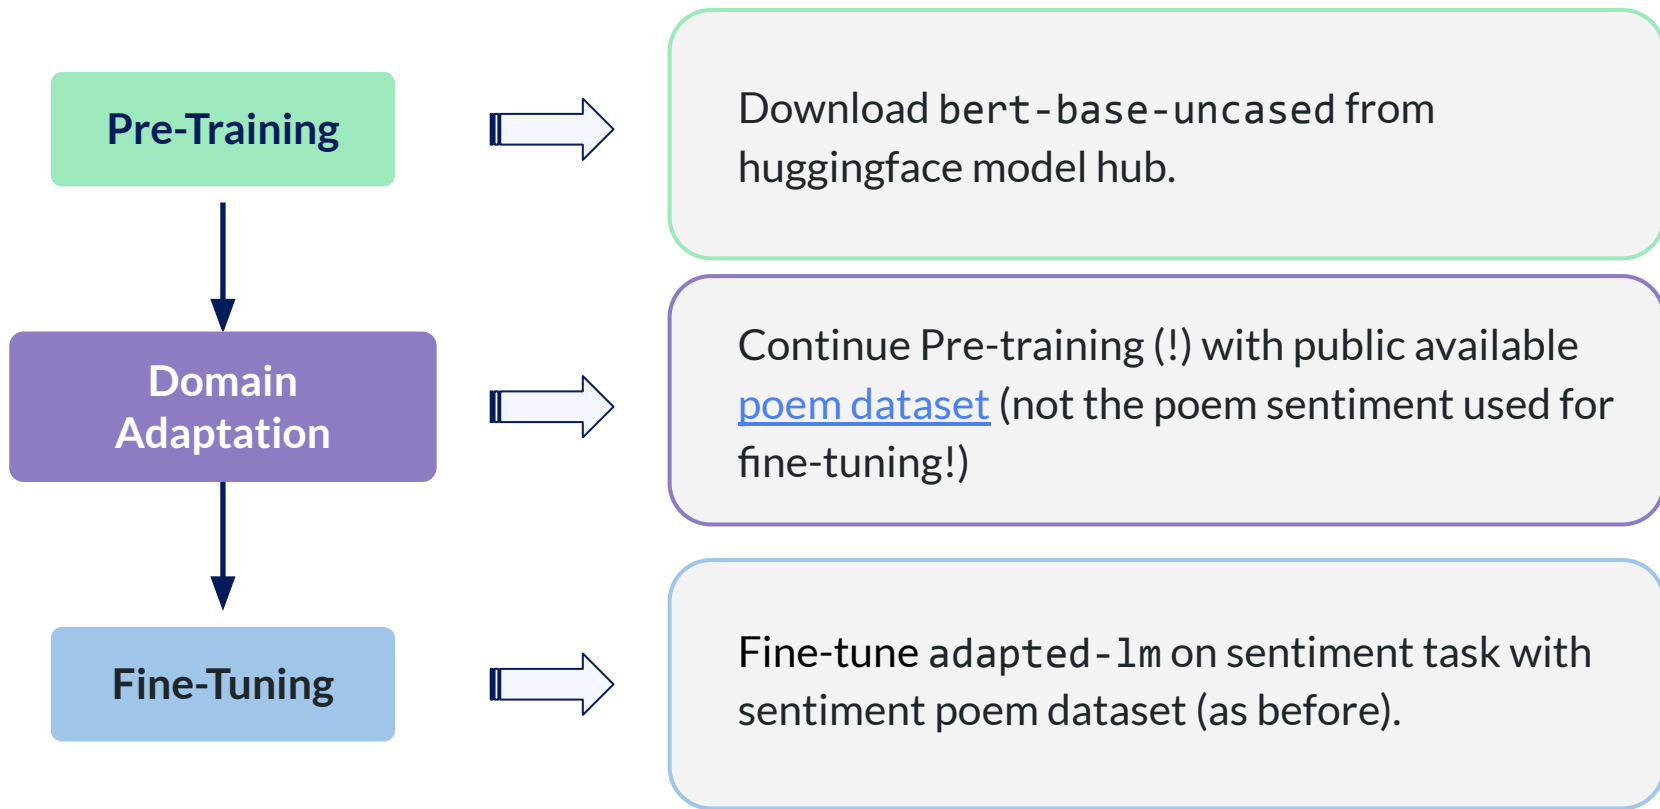 Pre-Training
Download bert-base-uncased from
huggingface model hub.
Domain
Adaptation
Continue Pre-training (!) with public available
poem dataset (not the poem sentiment used for
fine-tuning!)
Fine-Tuning
Fine-tune adapted-lm on sentiment task with
sentiment poem dataset (as before).